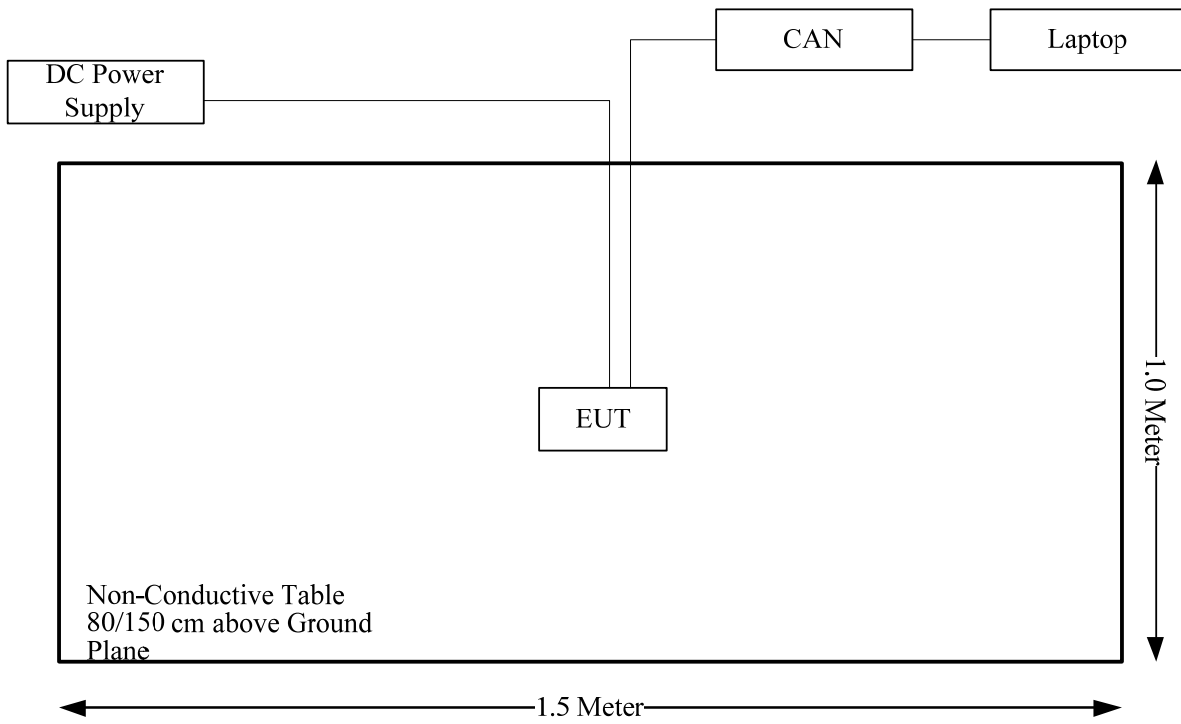 CAN
Laptop
DC Power
Supply
EUT
1.0 Meter
Non-Conductive Table
80/150 cm above Ground
Plane
1.5 Meter